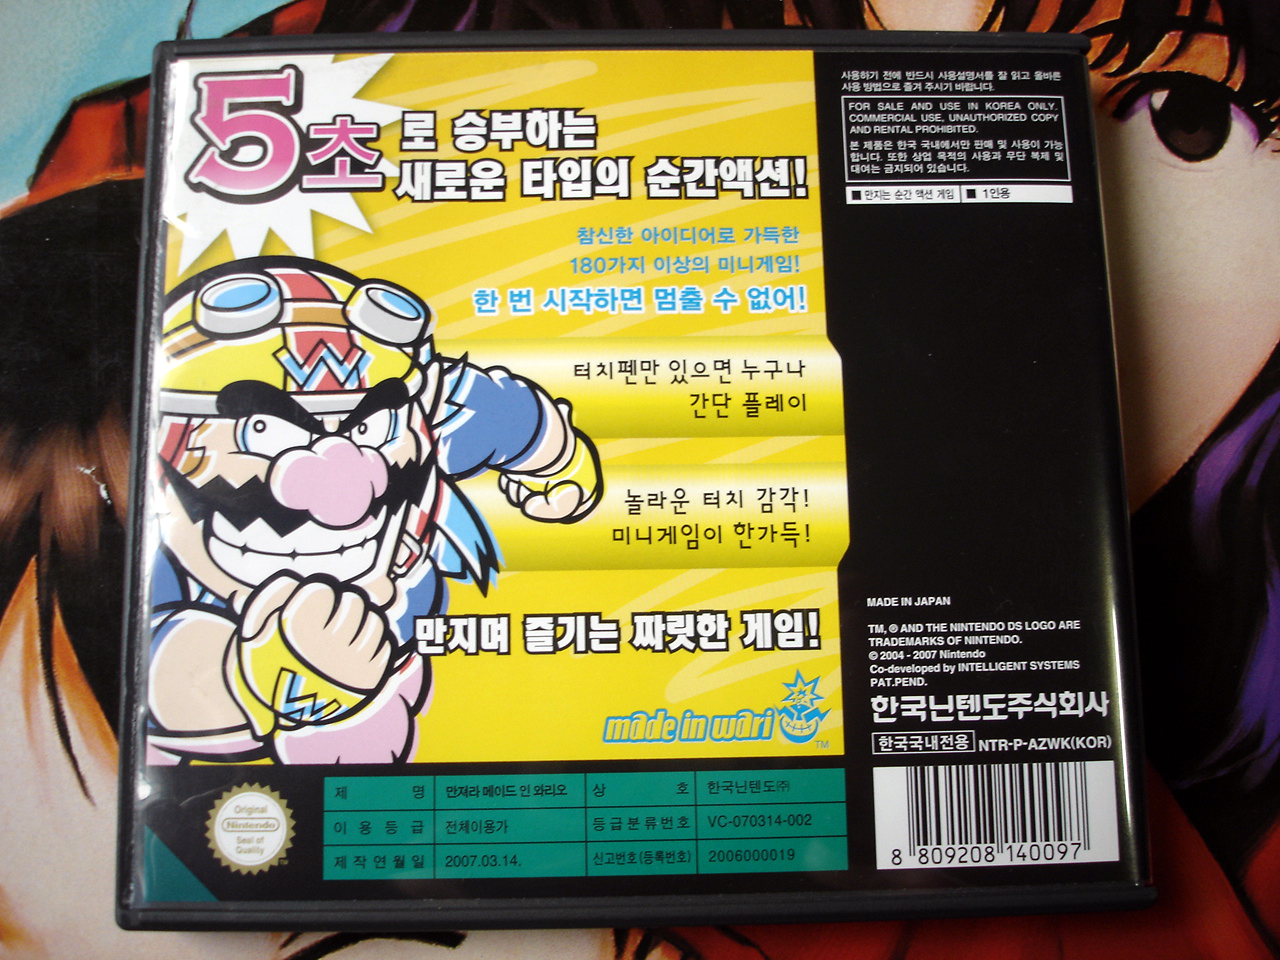 5초로 승부하는
새로운 타입의 순간액션!
참신한 아이디어로 가득한
180가지 이상의 미니게임!
한 번 시작하면 멈출 수 없어!
터치펜만 있으면 누구나
간단 플레이
놀라운 터치 감각!
미니게임이 한가득!
만지며 즐기는 짜릿한 게임!
W
W
made in wario
TM
사용하기 전에 반드시 사용설명서를 잘 읽고 올바른
사용 방법으로 즐겨 주시기 바랍니다.
FOR SALE AND USE IN KOREA ONLY.
COMMERCIAL USE, UNAUTHORIZED COPY
AND RENTAL PROHIBITED.
본 제품은 한국 국내에서만 판매 및 사용이 가능
합니다. 또한 상업 목적의 사용과 무단 복제 및
대여는 금지되어 있습니다.
■ 만지는 순간 액션 게임 ■ 1인용
MADE IN JAPAN
TM, ® AND THE NINTENDO DS LOGO ARE
TRADEMARKS OF NINTENDO.
© 2004 - 2007 Nintendo
Co-developed by INTELLIGENT SYSTEMS
PAT.PEND.
한국닌텐도주식회사
한국국내전용 NTR-P-AZWK(KOR)
8 809208 140097
Original
Nintendo
Seal of
Quality
TM
제 명 만져라 메이드 인 와리오 상 호 한국닌텐도㈜
이용등급 전체이용가 등급분류번호 VC-070314-002
제작연월일 2007.03.14. 신고번호(등록번호) 2006000019